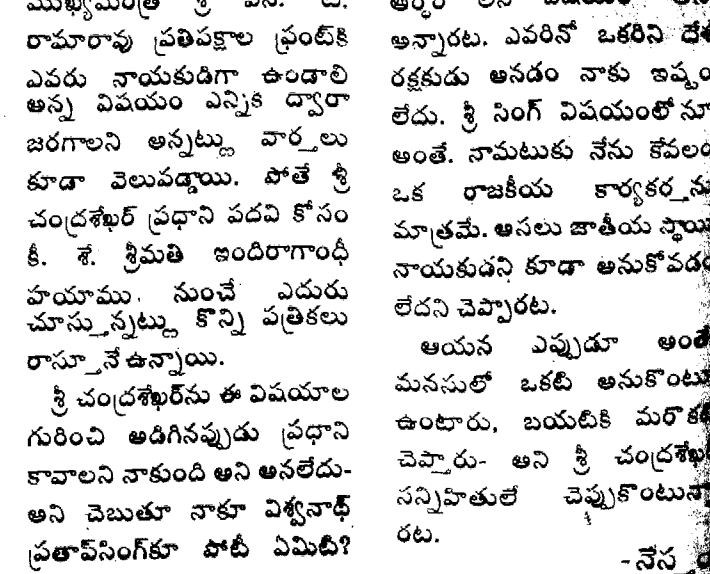 ముఖ్యమంత్రి శ్రీ ఎన్. టి.
రామారావు ప్రతిపక్షాల ఫ్రంట్‌కి
ఎవరు నాయకుడిగా ఉండాలి
అన్న విషయం ఎన్నిక ద్వారా
జరగాలని అన్నట్లు వార్తలు
కూడా వెలువడ్డాయి. పోతే శ్రీ
చంద్రశేఖర్ ప్రధాని పదవి కోసం
కీ. శే. శ్రీమతి ఇందిరాగాంధీ
హయాము నుంచే ఎదురు
చూస్తున్నట్లు కొన్ని పత్రికలు
రాస్తూనే ఉన్నాయి.
శ్రీ చంద్రశేఖర్‌ను ఈ విషయాల
గురించి అడిగినప్పుడు ప్రధాని
కావాలని నాకుంది అని అనలేదు-
అని చెబుతూ నాకూ విశ్వనాథ్
ప్రతాప్‌సింగ్‌కూ పోటీ ఏమిటి?
అన్నారట. ఎవరినో ఒకరిని దేశ
రక్షకుడు అనడం నాకు ఇష్టం
లేదు. శ్రీ సింగ్ విషయంలోనూ
అంతే. నామటుకు నేను కేవలం
ఒక రాజకీయ కార్యకర్తను
మాత్రమే. అసలు జాతీయ స్థాయి
నాయకుడని కూడా అనుకోవడం
లేదని చెప్పారట.
ఆయన ఎప్పుడూ అంతే
మనసులో ఒకటి అనుకొంటు
ఉంటారు, బయటికి మరొకటి
చెప్తారు- అని శ్రీ చంద్రశేఖర్
సన్నిహితులే చెప్పుకొంటున్నా
రట.
-నేస్తం